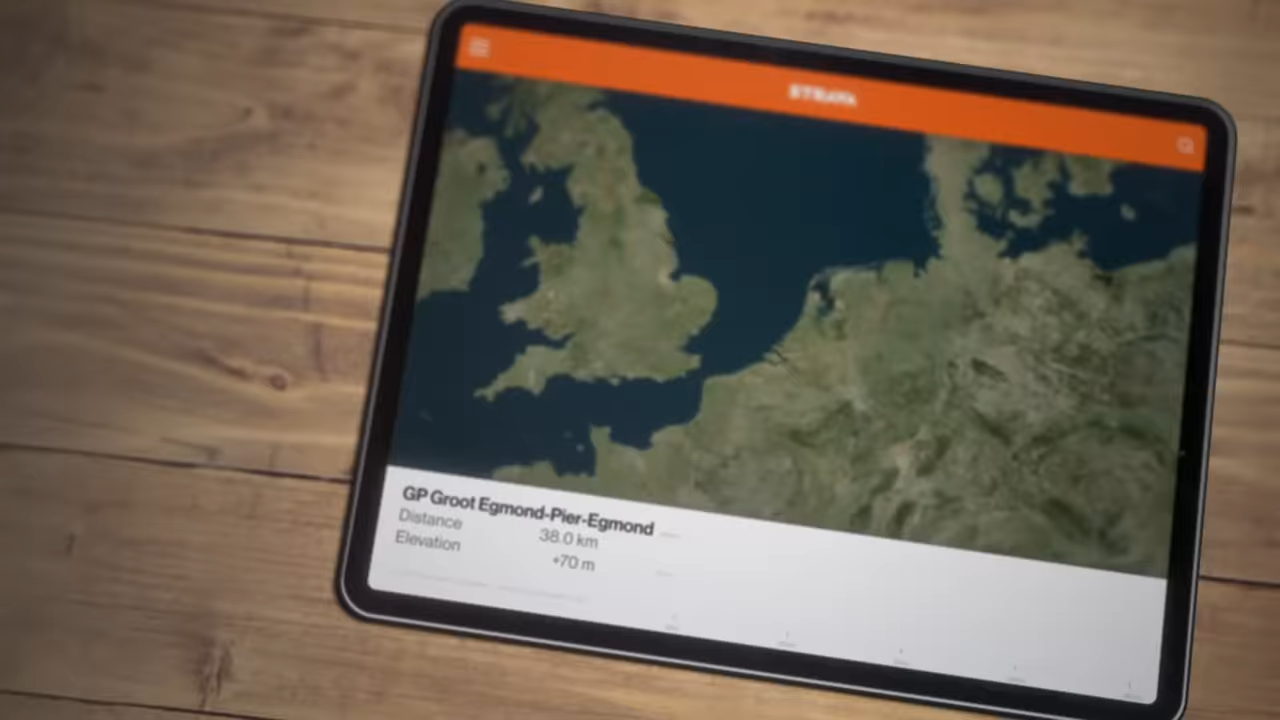 STRAVA
GP Groot Egmond-Pier-Egmond
Distance 38.0 km
Elevation +70 m